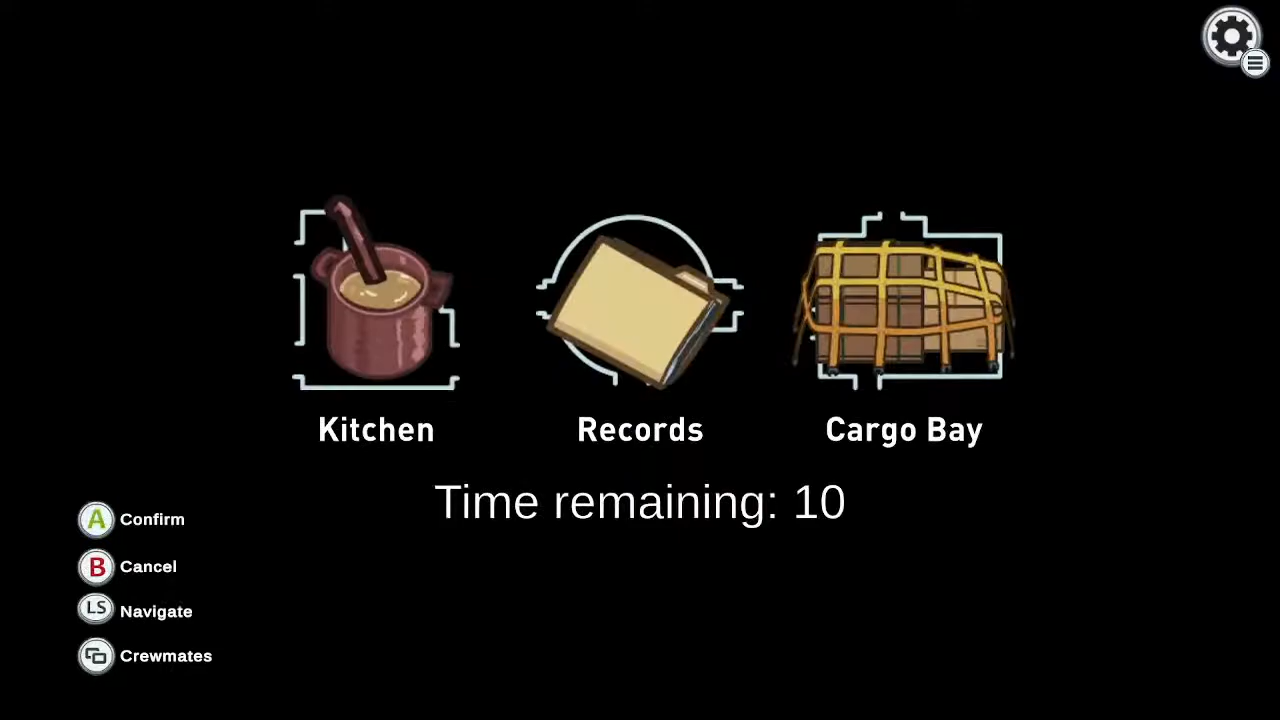 Kitchen
Records
Cargo Bay
Time remaining: 10
A Confirm
B Cancel
LS Navigate
Crewmates